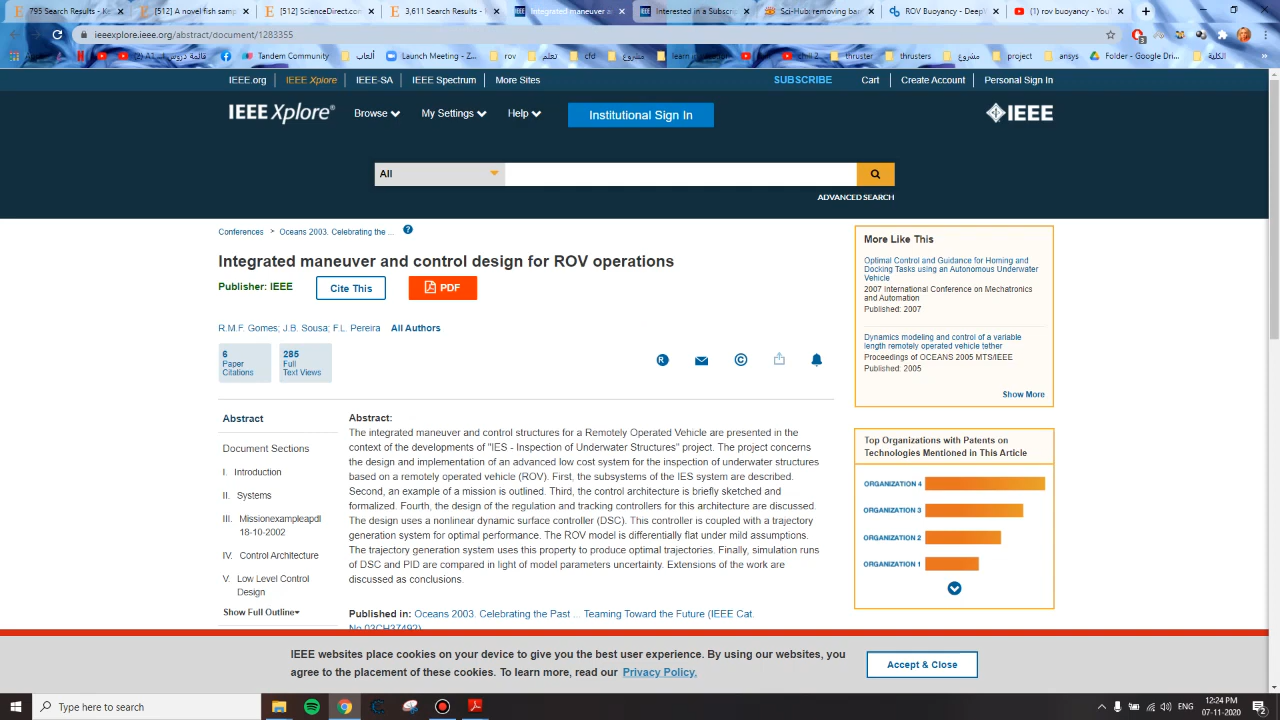 795 Search Results
[512] A novel fish sam
[512] ScienceDirect.com
3,611 Search Results
Integrated maneuver a
Interested in a Subscr
Sci-Hub: removing bar
ROV Buoyancy - Des
(1) rov buoyancy - You
ieeexplore.ieee.org/abstract/document/1283355
Tandem Community
ألعاب
Launch Meeting - Z...
rov
تعلم
cfd
مشروع
learn
chil 2
thruster
thrusters
مشروع
project
ansys
Folder - Google Dri...
IEEE.org
IEEE Xplore
IEEE-SA
IEEE Spectrum
More Sites
SUBSCRIBE
Cart
Create Account
Personal Sign In
IEEE Xplore®
Browse
My Settings
Help
Institutional Sign In
IEEE
All
ADVANCED SEARCH
Conferences > Oceans 2003. Celebrating the ...
Integrated maneuver and control design for ROV operations
Publisher: IEEE
Cite This
PDF
R.M.F. Gomes; J.B. Sousa; F.L. Pereira All Authors
6
Paper
Citations
285
Full
Text Views
Abstract
Document Sections
I. Introduction
II. Systems
III. Missionexampleapdl
18-10-2002
IV. Control Architecture
V. Low Level Control
Design
Show Full Outline
Abstract:
The integrated maneuver and control structures for a Remotely Operated Vehicle are presented in the
context of the developments of "IES - Inspection of Underwater Structures" project. The project concerns
the design and implementation of an advanced low cost system for the inspection of underwater structures
based on a remotely operated vehicle (ROV). First, the subsystems of the IES system are described.
Second, an example of a mission is outlined. Third, the control architecture is briefly sketched and
formalized. Fourth, the design of the regulation and tracking controllers for this architecture are discussed.
The design uses a nonlinear dynamic surface controller (DSC). This controller is coupled with a trajectory
generation system for optimal performance. The ROV model is differentially flat under mild assumptions.
The trajectory generation system uses this property to produce optimal trajectories. Finally, simulation runs
of DSC and PID are compared in light of model parameters uncertainty. Extensions of the work are
discussed as conclusions.
Published in: Oceans 2003. Celebrating the Past ... Teaming Toward the Future (IEEE Cat.
No.03CH37492)
More Like This
Optimal Control and Guidance for Homing and
Docking Tasks using an Autonomous Underwater
Vehicle
2007 International Conference on Mechatronics
and Automation
Published: 2007
Dynamics modeling and control of a variable
length remotely operated vehicle tether
Proceedings of OCEANS 2005 MTS/IEEE
Published: 2005
Show More
Top Organizations with Patents on
Technologies Mentioned in This Article
ORGANIZATION 4
ORGANIZATION 3
ORGANIZATION 2
ORGANIZATION 1
IEEE websites place cookies on your device to give you the best user experience. By using our websites, you
agree to the placement of these cookies. To learn more, read our Privacy Policy.
Accept & Close
Type here to search
ENG
12:24 PM
07-11-2020